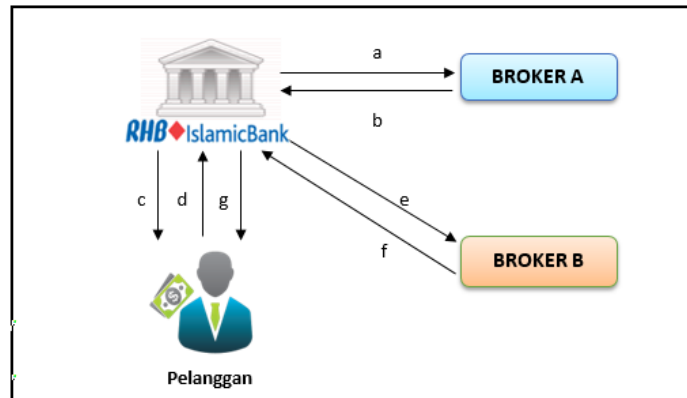 a
BROKER A
b
RHB IslamicBank
c
d
g
e
f
BROKER B
Pelanggan